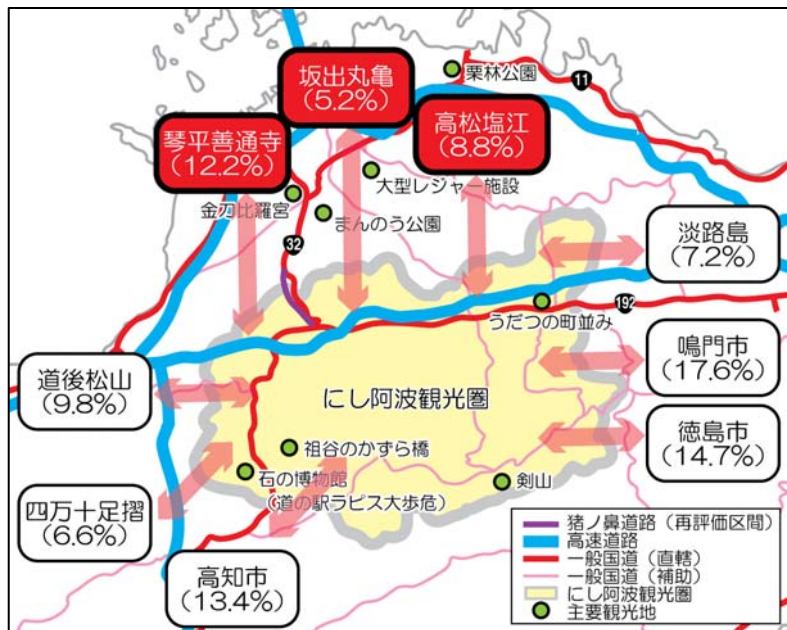 坂出丸亀
(5.2%)
栗林公園
11
琴平善通寺
(12.2%)
高松塩江
(8.8%)
大型レジャー施設
金刀比羅宮
まんのう公園
32
淡路島
(7.2%)
うだつの町並み
192
道後松山
(9.8%)
鳴門市
(17.6%)
にし阿波観光圏
徳島市
(14.7%)
祖谷のかずら橋
石の博物館
(道の駅ラピス大歩危)
剣山
四万十足摺
(6.6%)
高知市
(13.4%)
猪ノ鼻道路(再評価区間)
高速道路
一般国道(直轄)
一般国道(補助)
にし阿波観光圏
主要観光地